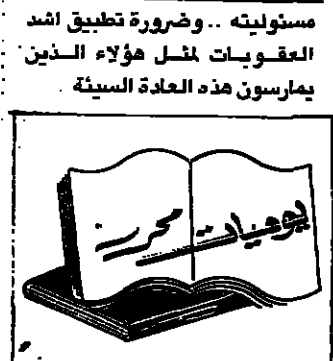 مسئوليته .. وضرورة تطبيق اشد
العقوبات لمثل هؤلاء الذين
يمارسون هذه العادة السيئة
يوميات محرر